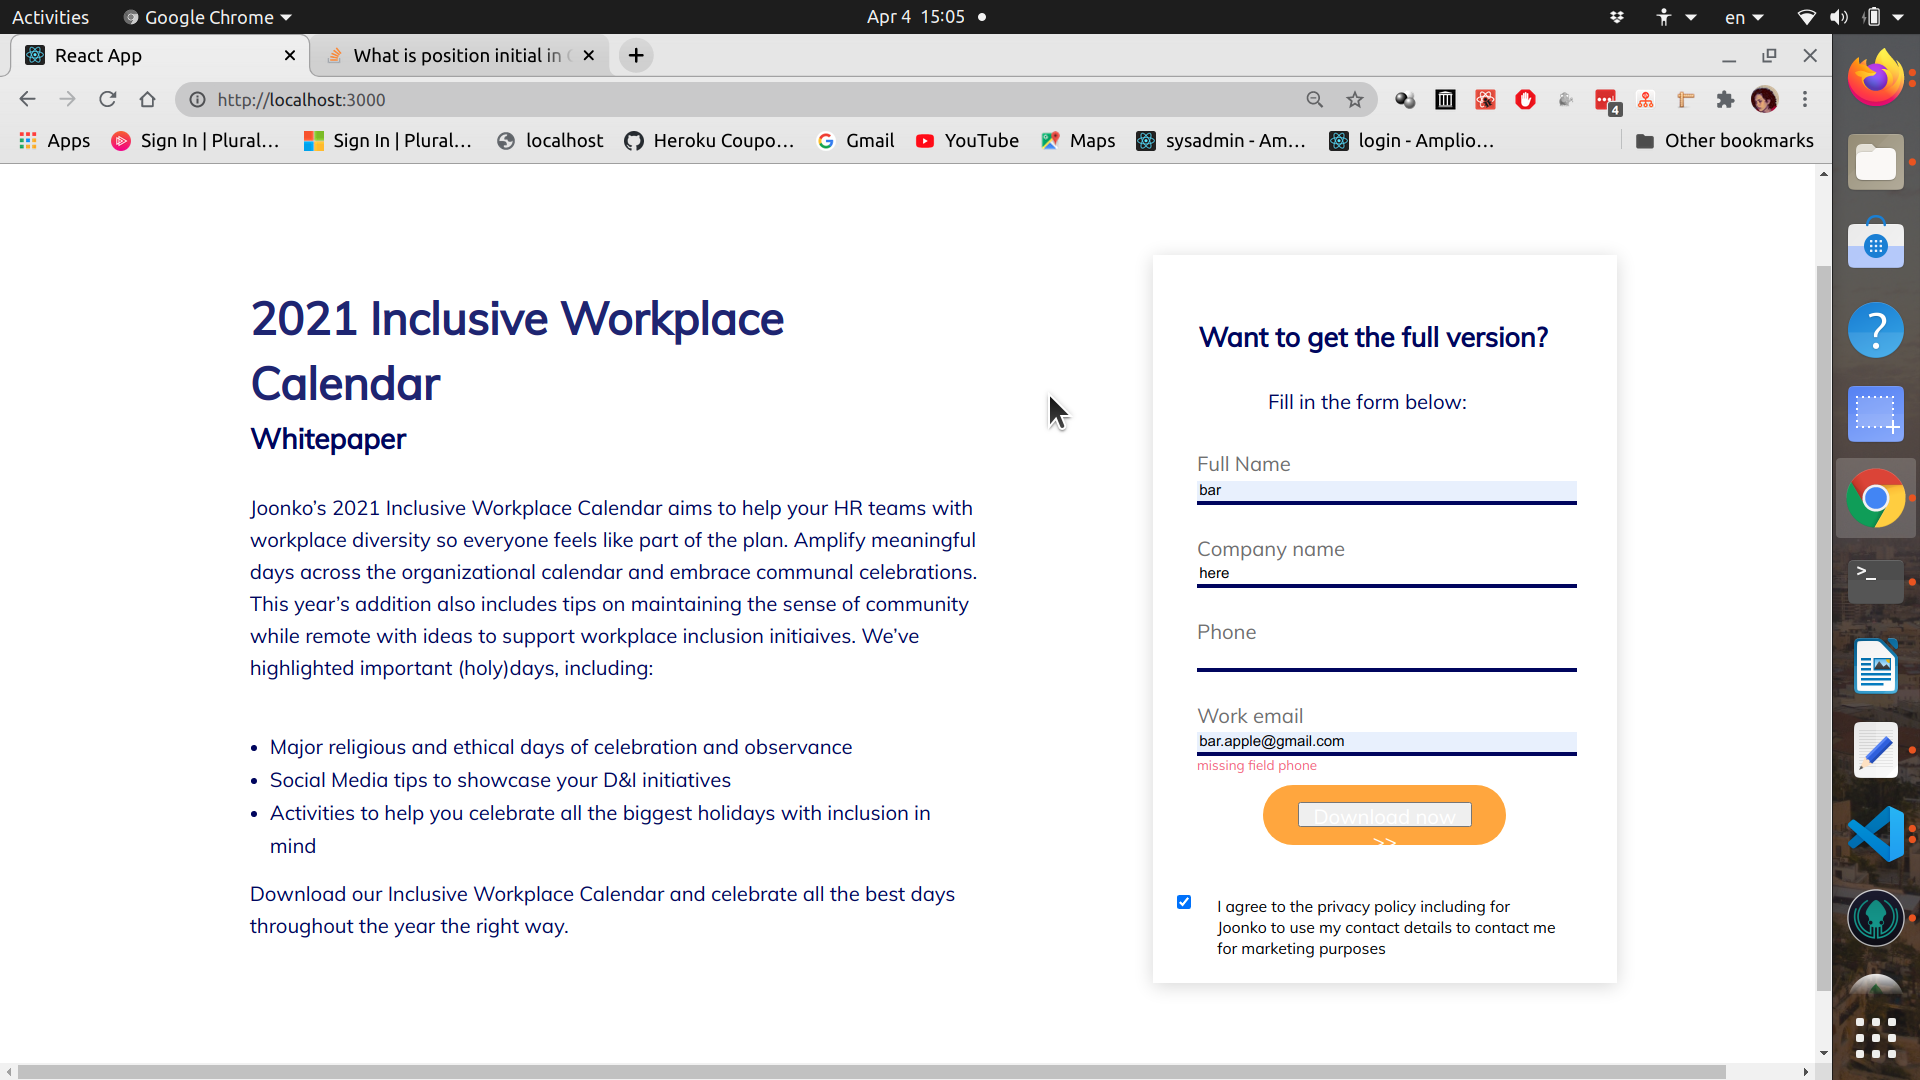 Activities
Google Chrome
Apr 4 15:05
en
React App
What is position initial in
http://localhost:3000
4
Apps
Sign In | Plural...
Sign In | Plural...
localhost
Heroku Coupo...
Gmail
YouTube
Maps
sysadmin - Am...
login - Amplio...
Other bookmarks
2021 Inclusive Workplace
Calendar
Whitepaper
Joonko’s 2021 Inclusive Workplace Calendar aims to help your HR teams with
workplace diversity so everyone feels like part of the plan. Amplify meaningful
days across the organizational calendar and embrace communal celebrations.
This year’s addition also includes tips on maintaining the sense of community
while remote with ideas to support workplace inclusion initiaives. We’ve
highlighted important (holy)days, including:
• Major religious and ethical days of celebration and observance
• Social Media tips to showcase your D&I initiatives
• Activities to help you celebrate all the biggest holidays with inclusion in
mind
Download our Inclusive Workplace Calendar and celebrate all the best days
throughout the year the right way.
Want to get the full version?
Fill in the form below:
Full Name
bar
Company name
here
Phone
Work email
bar.apple@gmail.com
missing field phone
Download now
>>
I agree to the privacy policy including for
Joonko to use my contact details to contact me
for marketing purposes